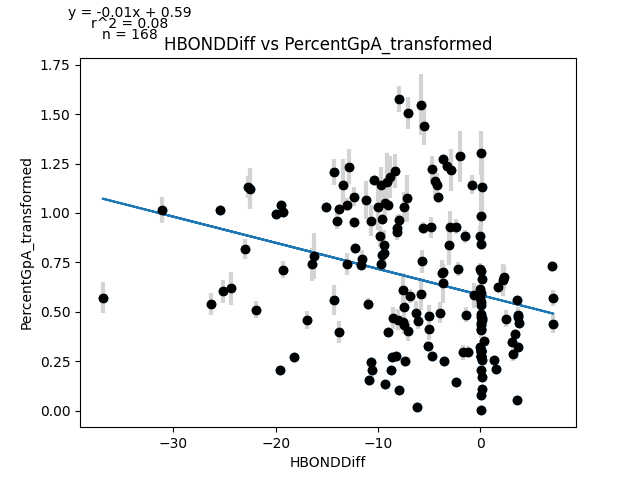 y = -0.01x + 0.59
r^2 = 0.08
n = 168
HBONDDiff vs PercentGpA_transformed
PercentGpA_transformed
1.75
1.50
1.25
1.00
0.75
0.50
0.25
0.00
−30
−20
−10
0
HBONDDiff